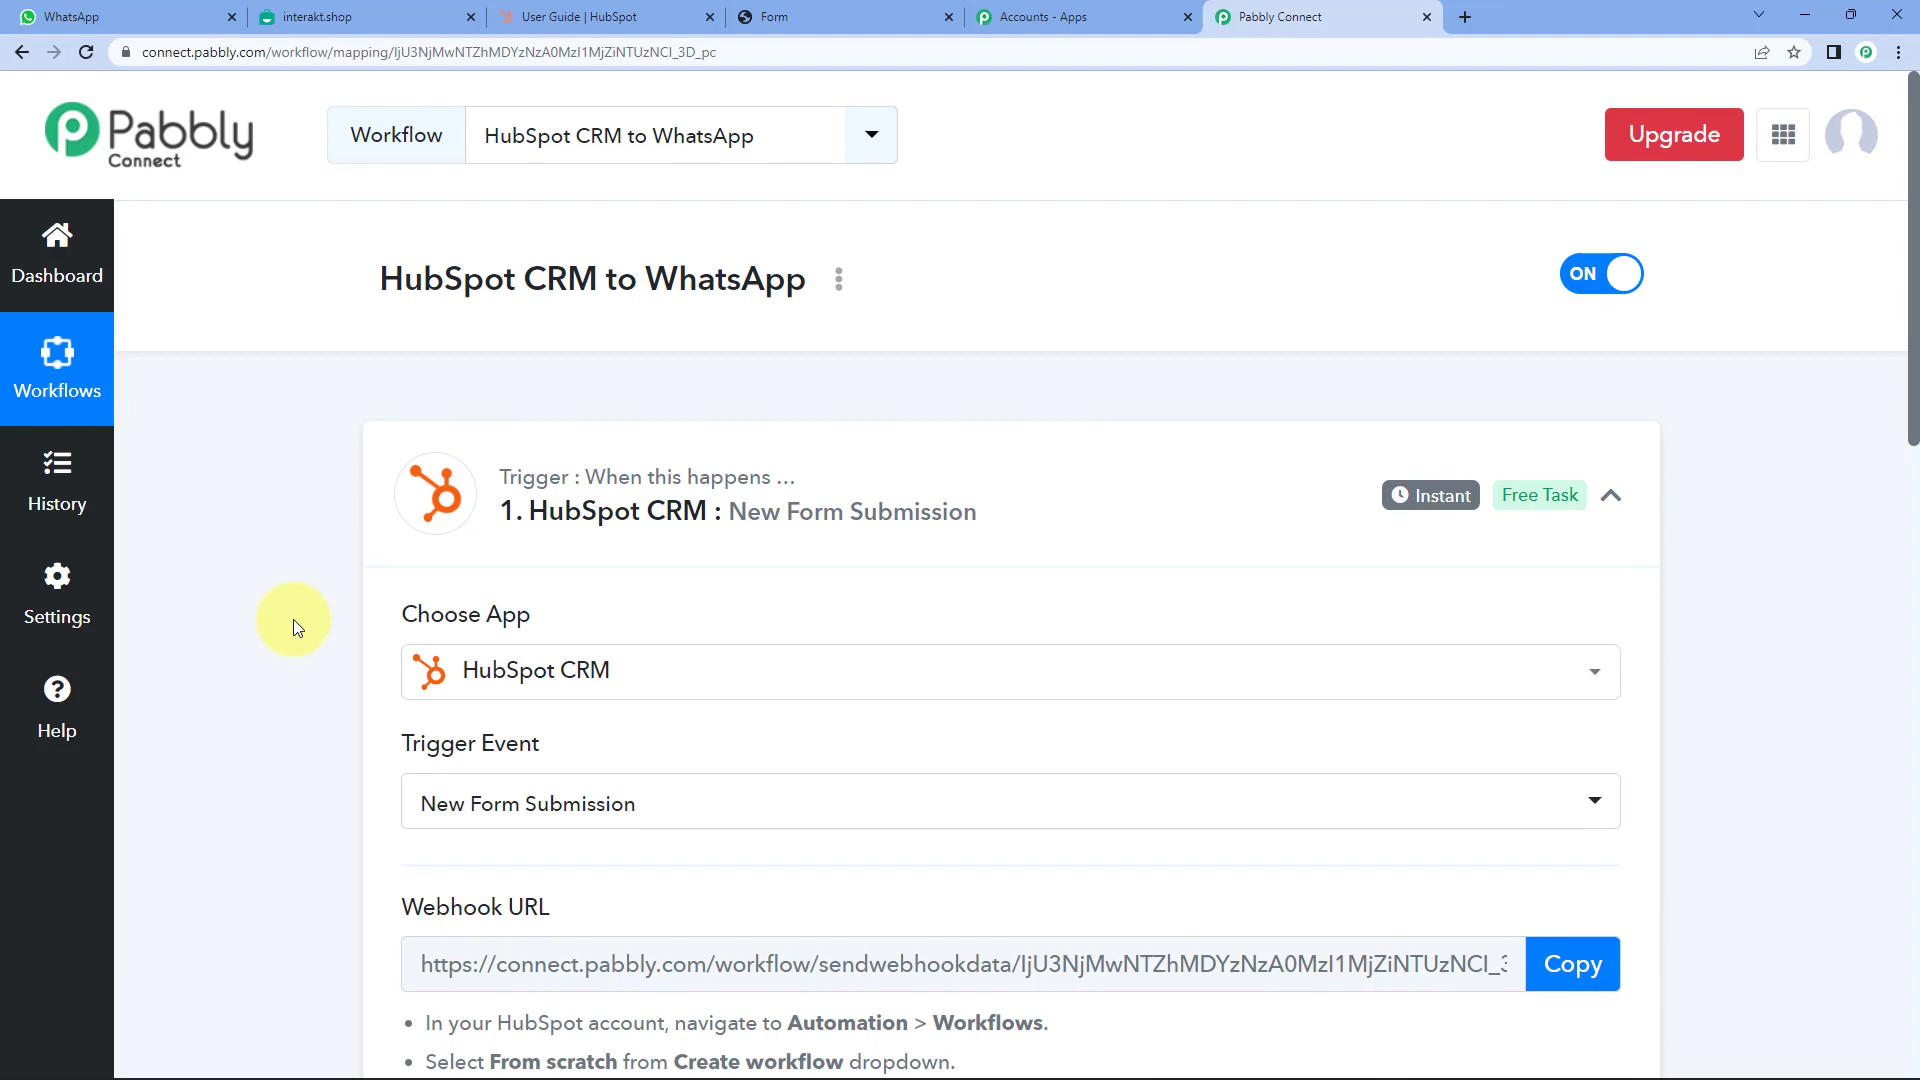 WhatsApp
interakt.shop
User Guide | HubSpot
Form
Accounts - Apps
Pabbly Connect
connect.pabbly.com/workflow/mapping/IjU3NjMwNTZhMDYzNzA0MzI1MjZiNTUzNCI_3D_pc
Pabbly
Connect
Workflow
HubSpot CRM to WhatsApp
Upgrade
Dashboard
Workflows
History
Settings
Help
HubSpot CRM to WhatsApp
ON
Trigger : When this happens ...
1. HubSpot CRM : New Form Submission
Instant
Free Task
Choose App
HubSpot CRM
Trigger Event
New Form Submission
Webhook URL
https://connect.pabbly.com/workflow/sendwebhookdata/IjU3NjMwNTZhMDYzNzA0MzI1MjZiNTUzNCI_3
Copy
• In your HubSpot account, navigate to Automation > Workflows.
• Select From scratch from Create workflow dropdown.